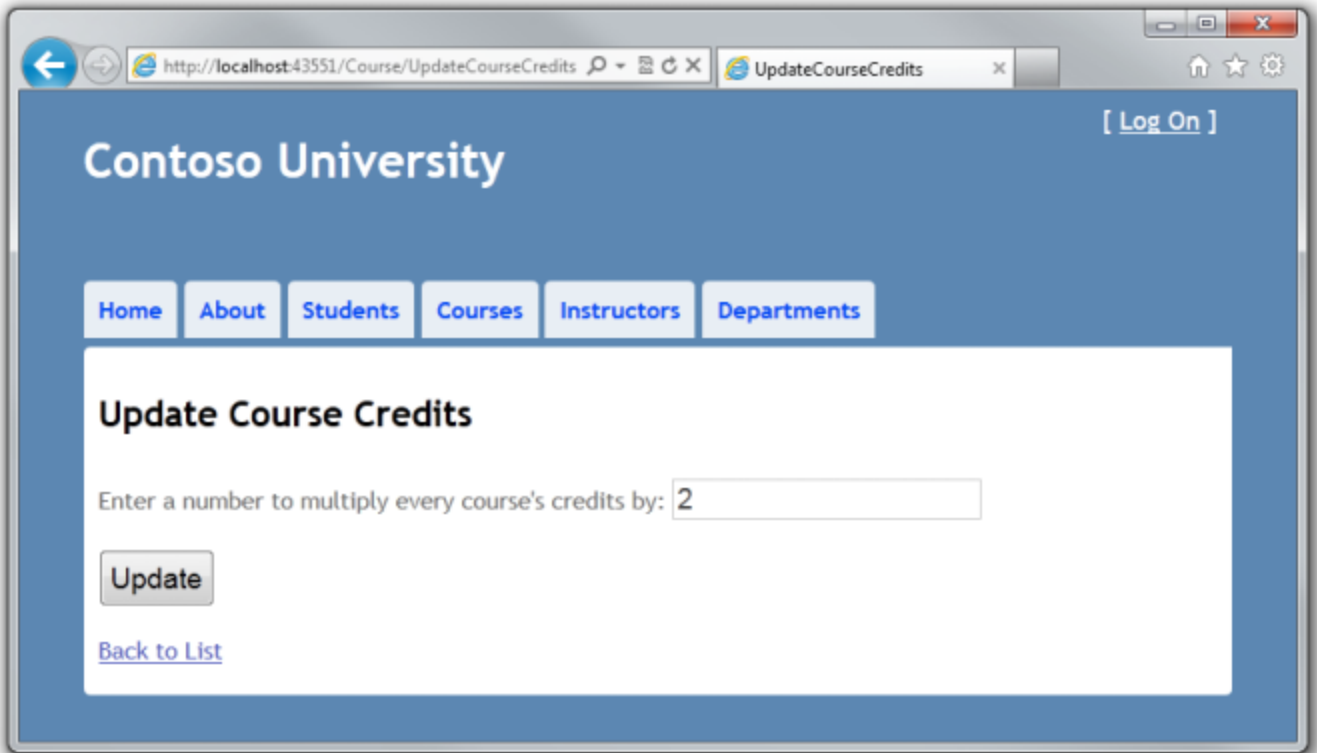 http://localhost:43551/Course/UpdateCourseCredits
UpdateCourseCredits
[ Log On ]
Contoso University
Home About Students Courses Instructors Departments
Update Course Credits
Enter a number to multiply every course's credits by: 2
Update
Back to List